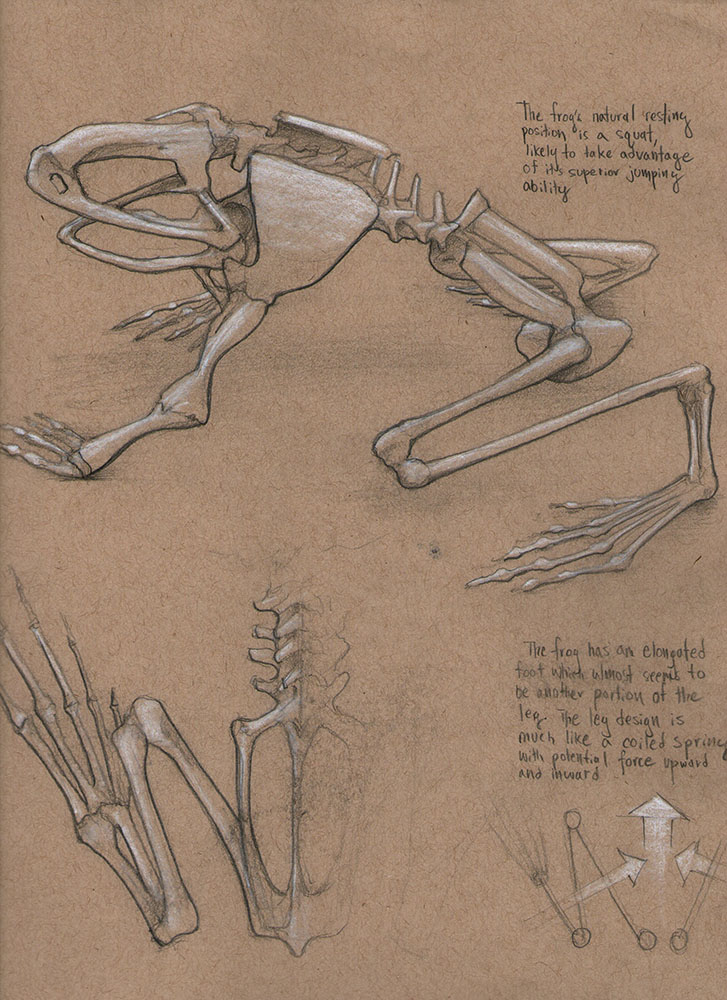 The frog's natural resting
position is a squat,
likely to take advantage
of it's superior jumping
ability
The frog has an elongated
foot which almost seems to
be another portion of the
leg. The leg design is
much like a coiled spring
with potential force upward
and inward